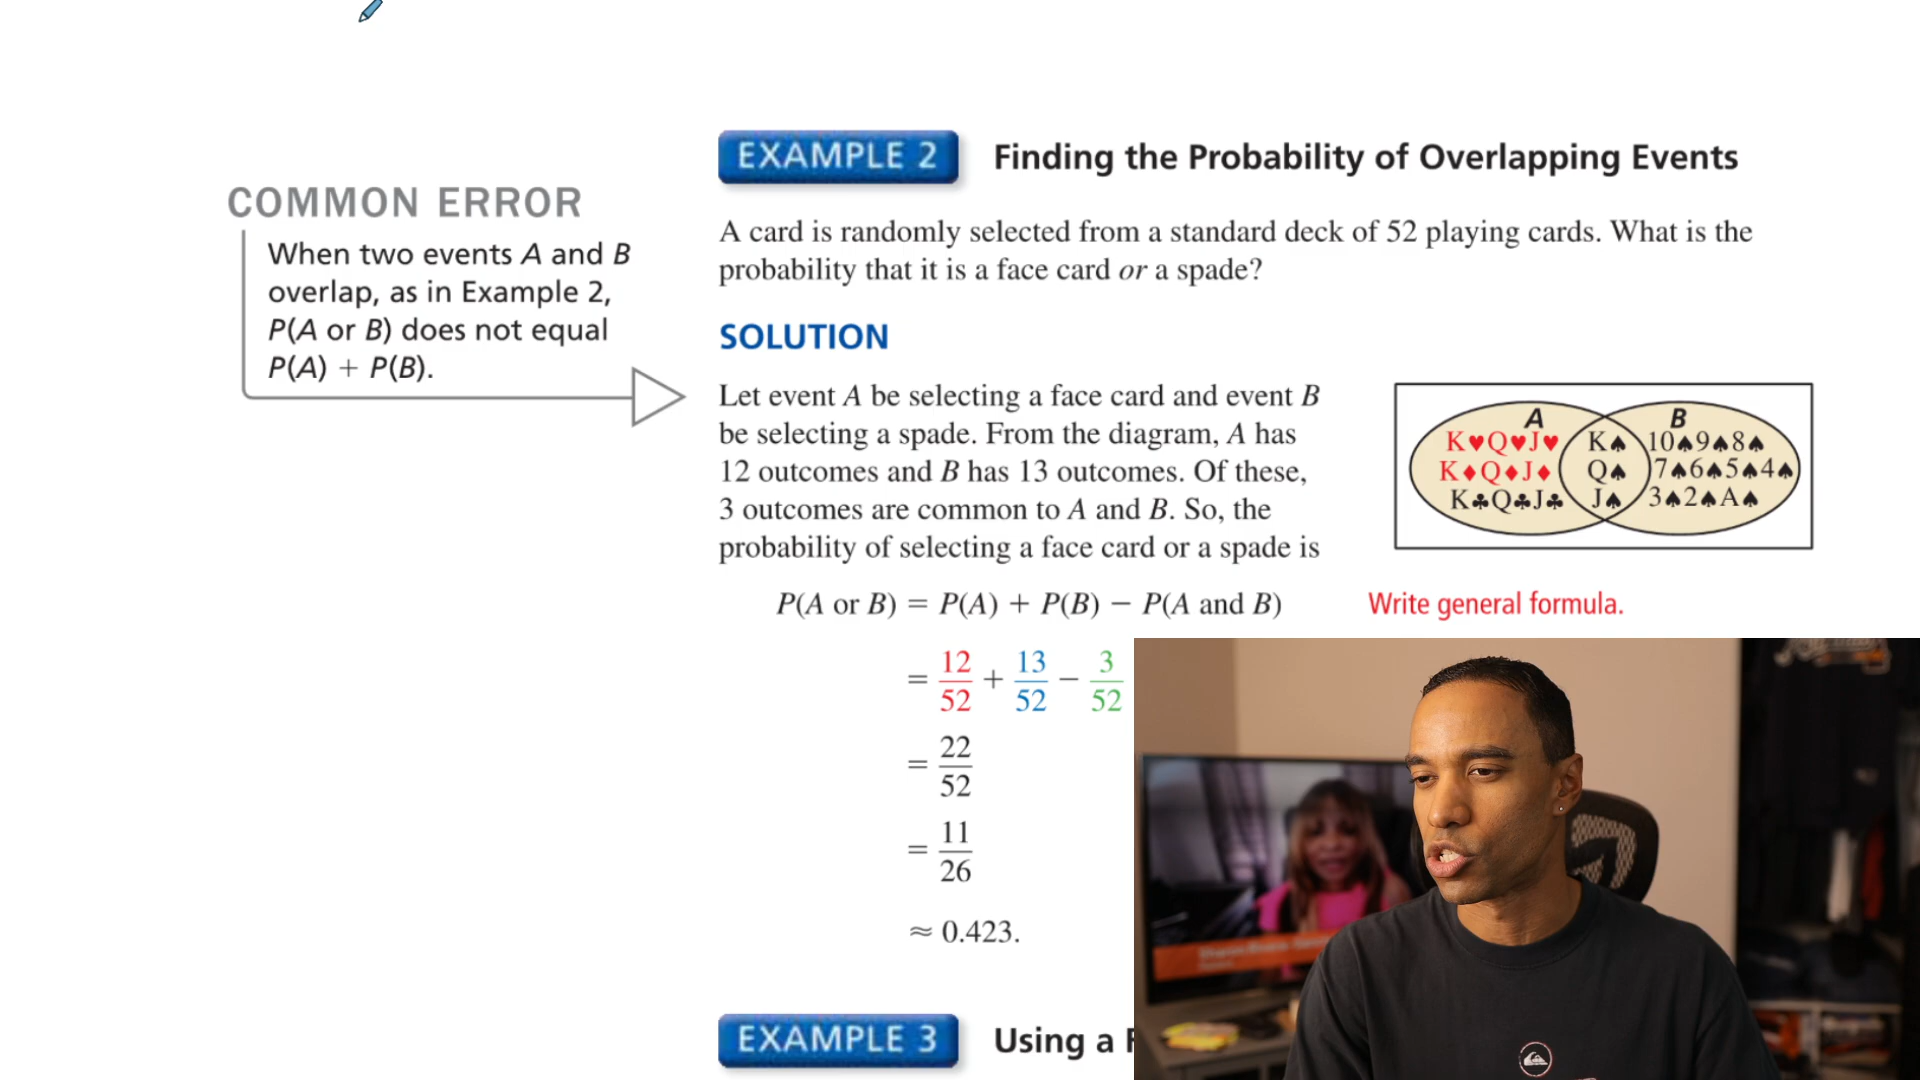 EXAMPLE 2 Finding the Probability of Overlapping Events
COMMON ERROR
When two events A and B
overlap, as in Example 2,
P(A or B) does not equal
P(A) + P(B).
A card is randomly selected from a standard deck of 52 playing cards. What is the
probability that it is a face card or a spade?
SOLUTION
Let event A be selecting a face card and event B
be selecting a spade. From the diagram, A has
12 outcomes and B has 13 outcomes. Of these,
3 outcomes are common to A and B. So, the
probability of selecting a face card or a spade is
A B
K♥Q♥J♥ K♠ 10♠9♠8♠
K♦Q♦J♦ Q♠ 7♠6♠5♠4♠
K♣Q♣J♣ J♠ 3♠2♠A♠
P(A or B) = P(A) + P(B) − P(A and B) Write general formula.
= 12/52 + 13/52 − 3/52
= 22/52
= 11/26
≈ 0.423.
EXAMPLE 3 Using a